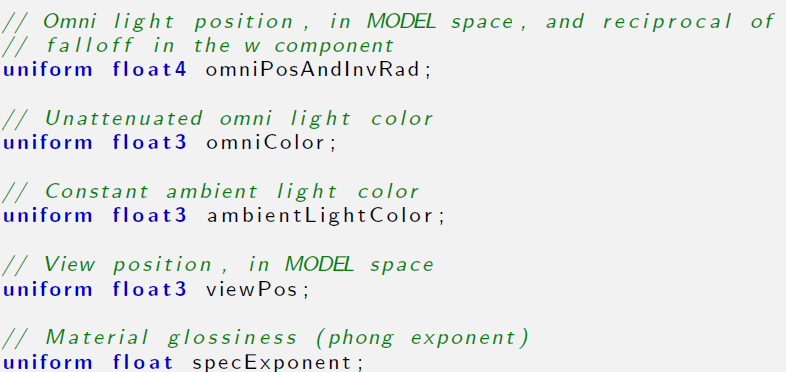 // Omni light position, in MODEL space, and reciprocal of
// falloff in the w component
uniform float4 omniPosAndInvRad;
// Unattenuated omni light color
uniform float3 omniColor;
// Constant ambient light color
uniform float3 ambientLightColor;
// View position, in MODEL space
uniform float3 viewPos;
// Material glossiness (phong exponent)
uniform float specExponent;